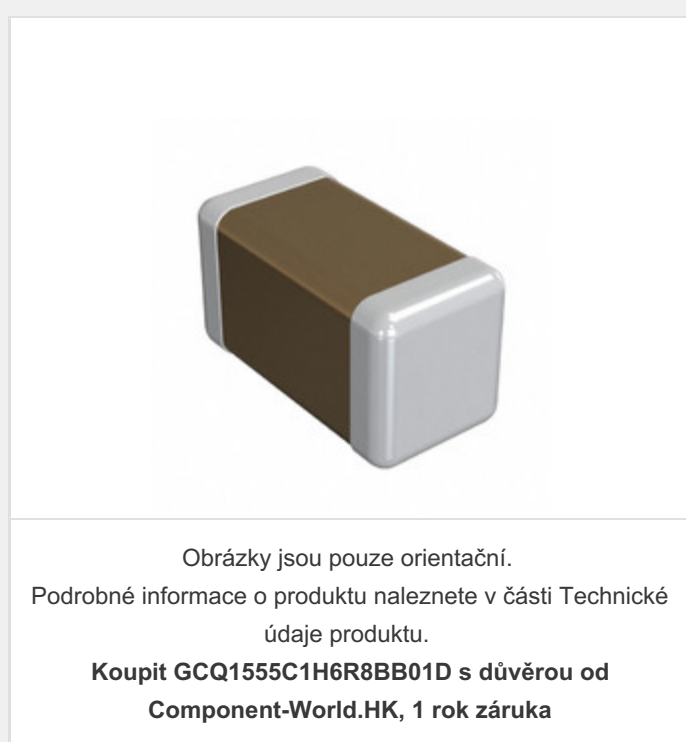 Obrázky jsou pouze orientační.
Podrobné informace o produktu naleznete v části Technické
údaje produktu.
Koupit GCQ1555C1H6R8BB01D s důvěrou od
Component-World.HK, 1 rok záruka